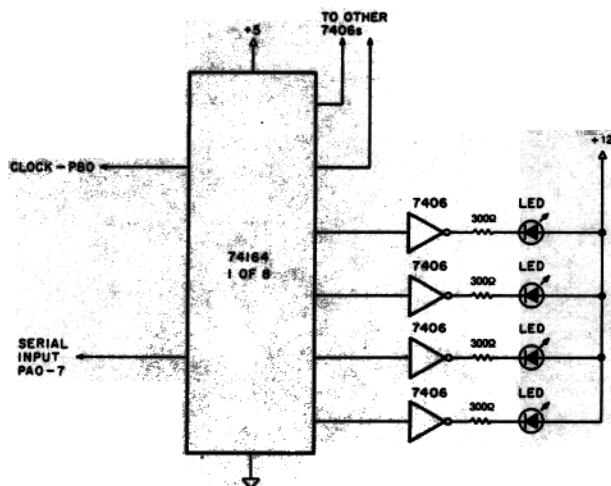 TO OTHER
7406s
+5
CLOCK-PB0
+12
7406
300Ω
LED
7406
300Ω
LED
74164
1 OF 8
7406
300Ω
LED
SERIAL
INPUT
PA0-7
7406
300Ω
LED